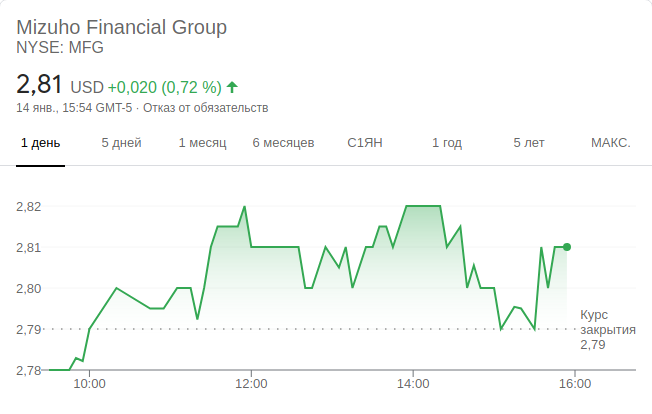 Mizuho Financial Group
NYSE: MFG
2,81 USD +0,020 (0,72 %)
14 янв., 15:54 GMT-5 · Отказ от обязательств
1 день 5 дней 1 месяц 6 месяцев С1ЯН 1 год 5 лет МАКС.
2,82
2,81
2,80
2,79
2,78
Курс
закрытия
2,79
10:00 12:00 14:00 16:00